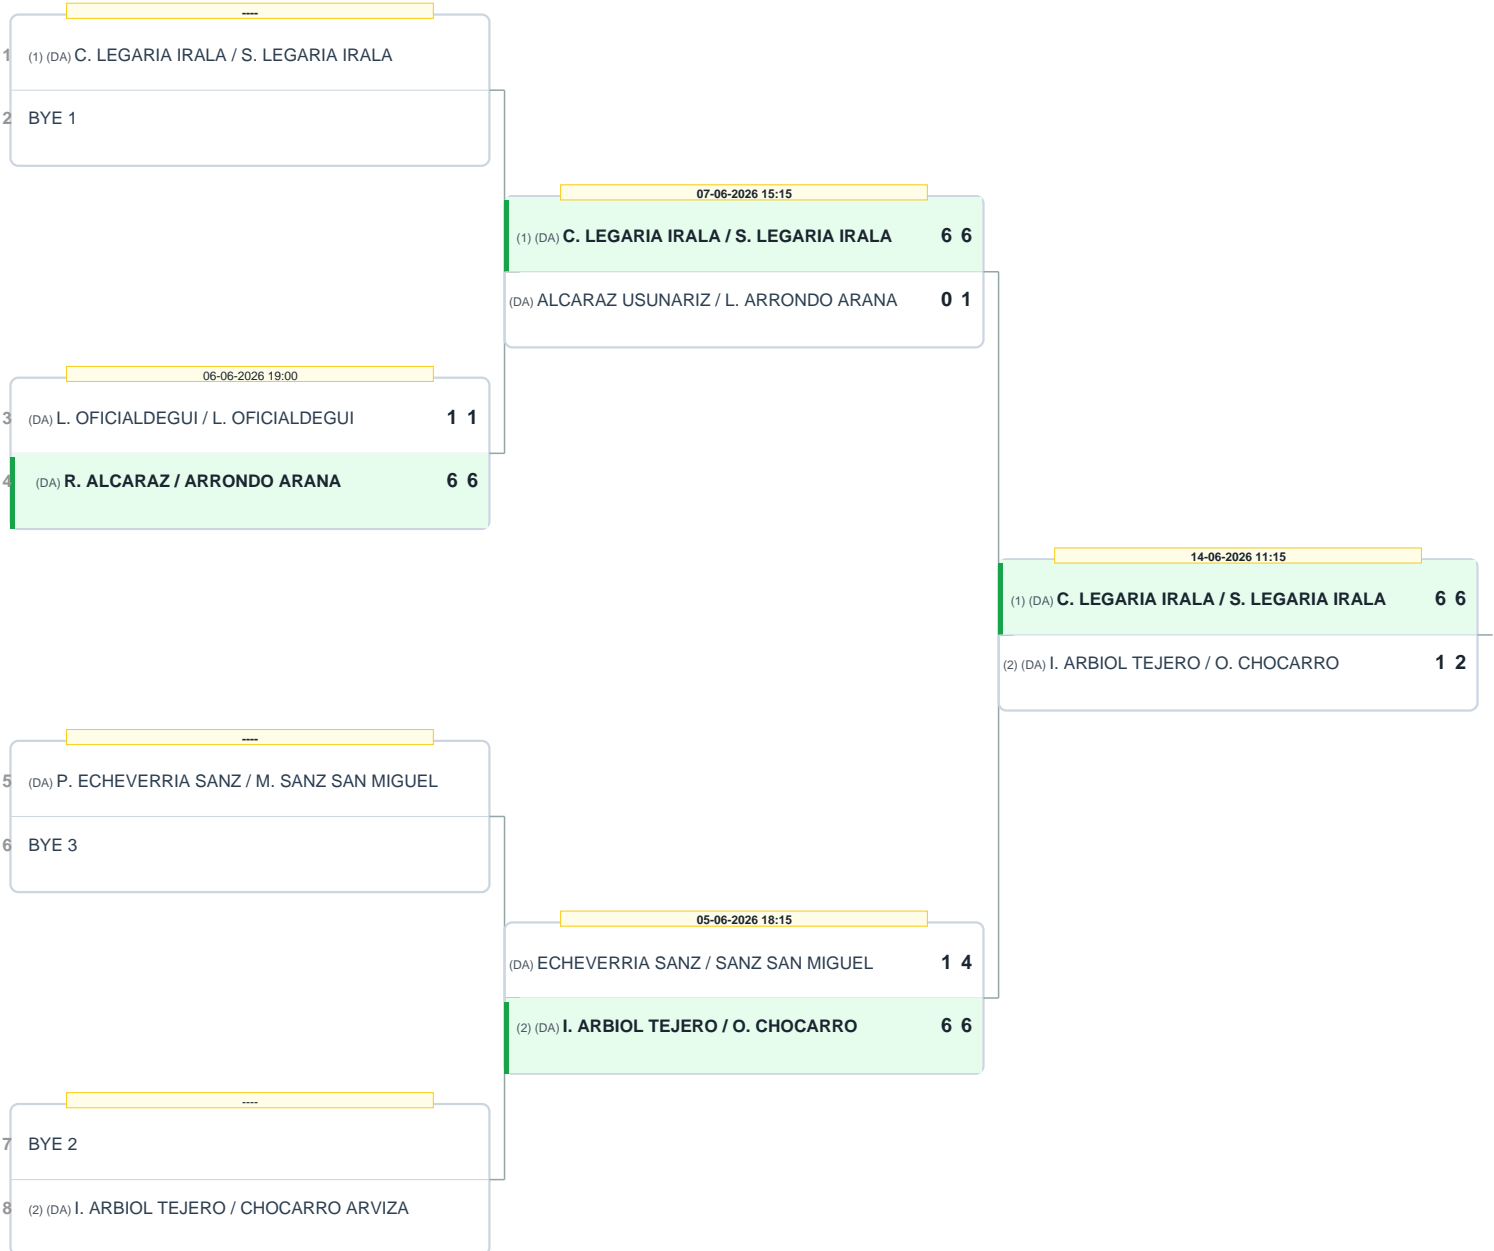 ----
1 (1) (DA) C. LEGARIA IRALA / S. LEGARIA IRALA
2 BYE 1
07-06-2026 15:15
(1) (DA) C. LEGARIA IRALA / S. LEGARIA IRALA 6 6
(DA) ALCARAZ USUNARIZ / L. ARRONDO ARANA 0 1
06-06-2026 19:00
3 (DA) L. OFICIALDEGUI / L. OFICIALDEGUI 1 1
4 (DA) R. ALCARAZ / ARRONDO ARANA 6 6
14-06-2026 11:15
(1) (DA) C. LEGARIA IRALA / S. LEGARIA IRALA 6 6
(2) (DA) I. ARBIOL TEJERO / O. CHOCARRO 1 2
----
5 (DA) P. ECHEVERRIA SANZ / M. SANZ SAN MIGUEL
6 BYE 3
05-06-2026 18:15
(DA) ECHEVERRIA SANZ / SANZ SAN MIGUEL 1 4
(2) (DA) I. ARBIOL TEJERO / O. CHOCARRO 6 6
----
7 BYE 2
8 (2) (DA) I. ARBIOL TEJERO / CHOCARRO ARVIZA